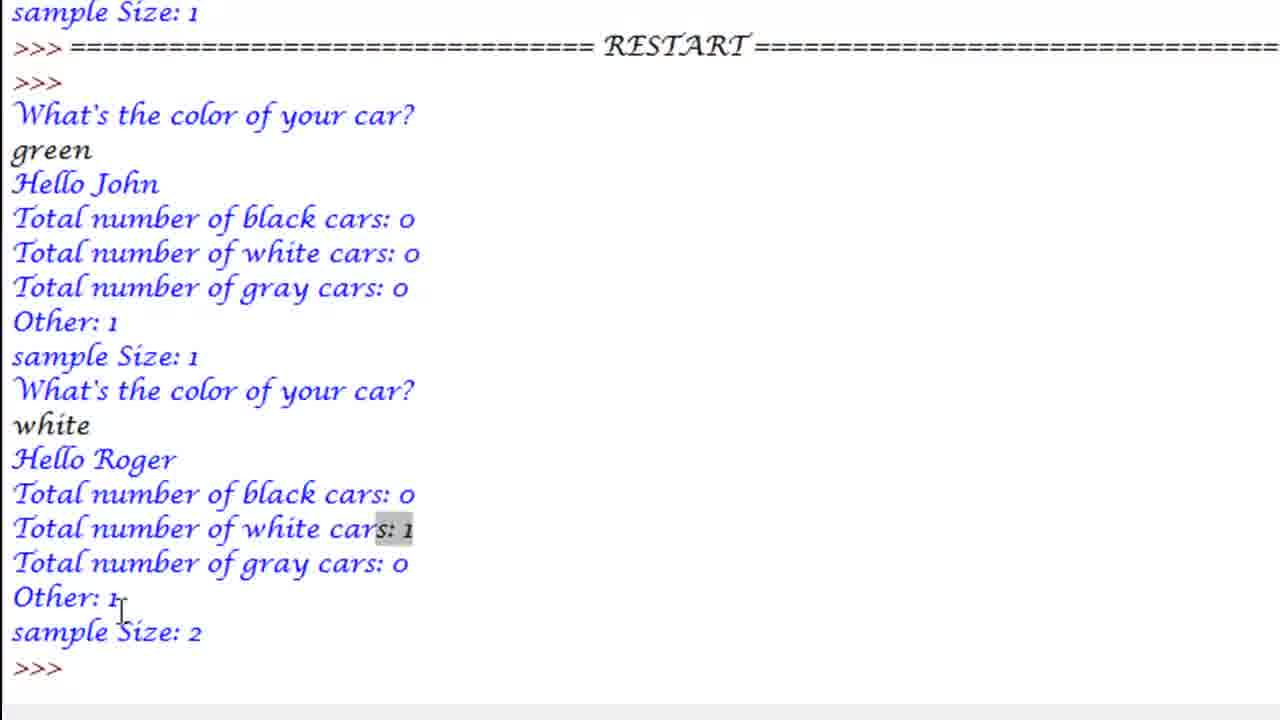 sample Size: 1
>>> ================================ RESTART ================================
>>>
What's the color of your car?
green
Hello John
Total number of black cars: 0
Total number of white cars: 0
Total number of gray cars: 0
Other: 1
sample Size: 1
What's the color of your car?
white
Hello Roger
Total number of black cars: 0
Total number of white cars: 1
Total number of gray cars: 0
Other: 1
sample Size: 2
>>>